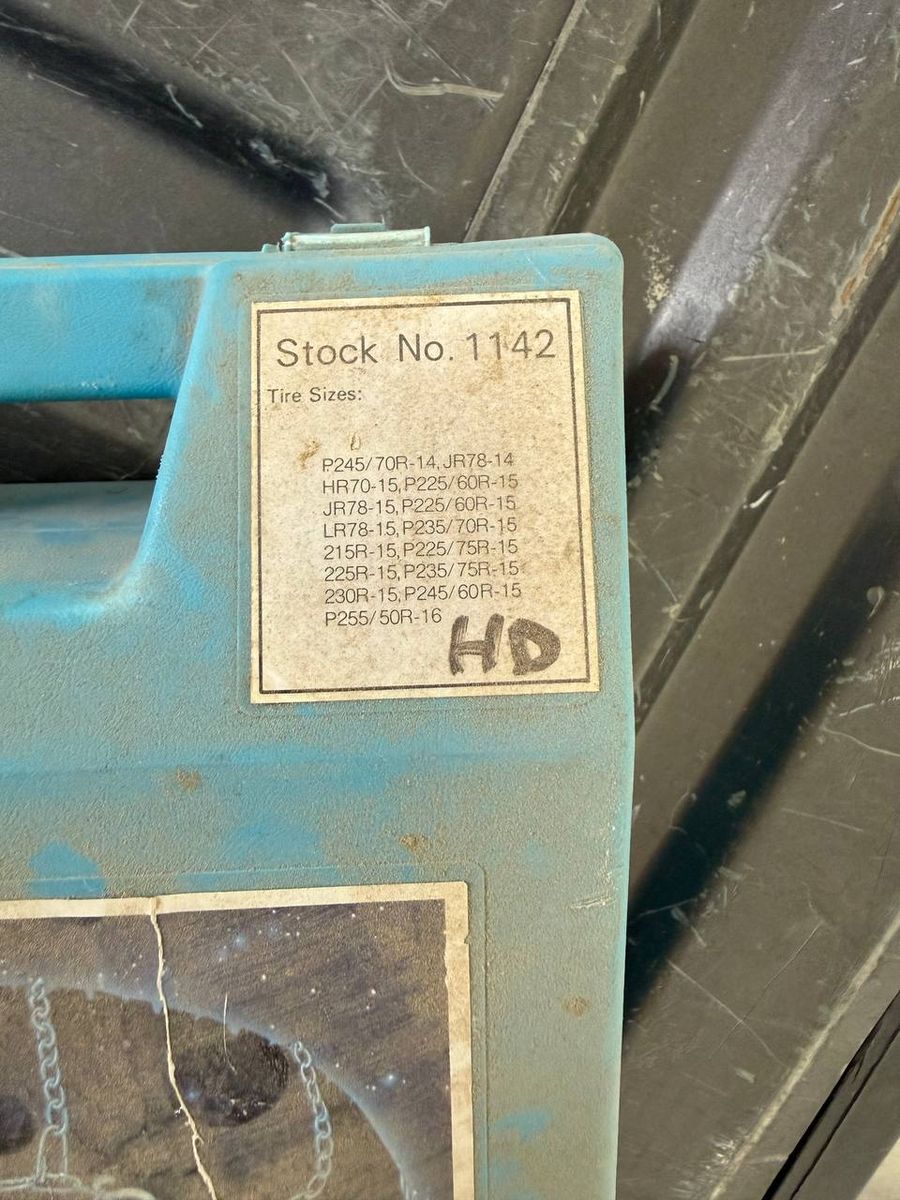 Stock No. 1142
Tire Sizes:
P245/70R-14, JR78-14
HR70-15, P225/60R-15
JR78-15, P225/60R-15
LR78-15, P235/70R-15
215R-15, P225/75R-15
225R-15, P235/75R-15
230R-15, P245/60R-15
P255/50R-16
HD